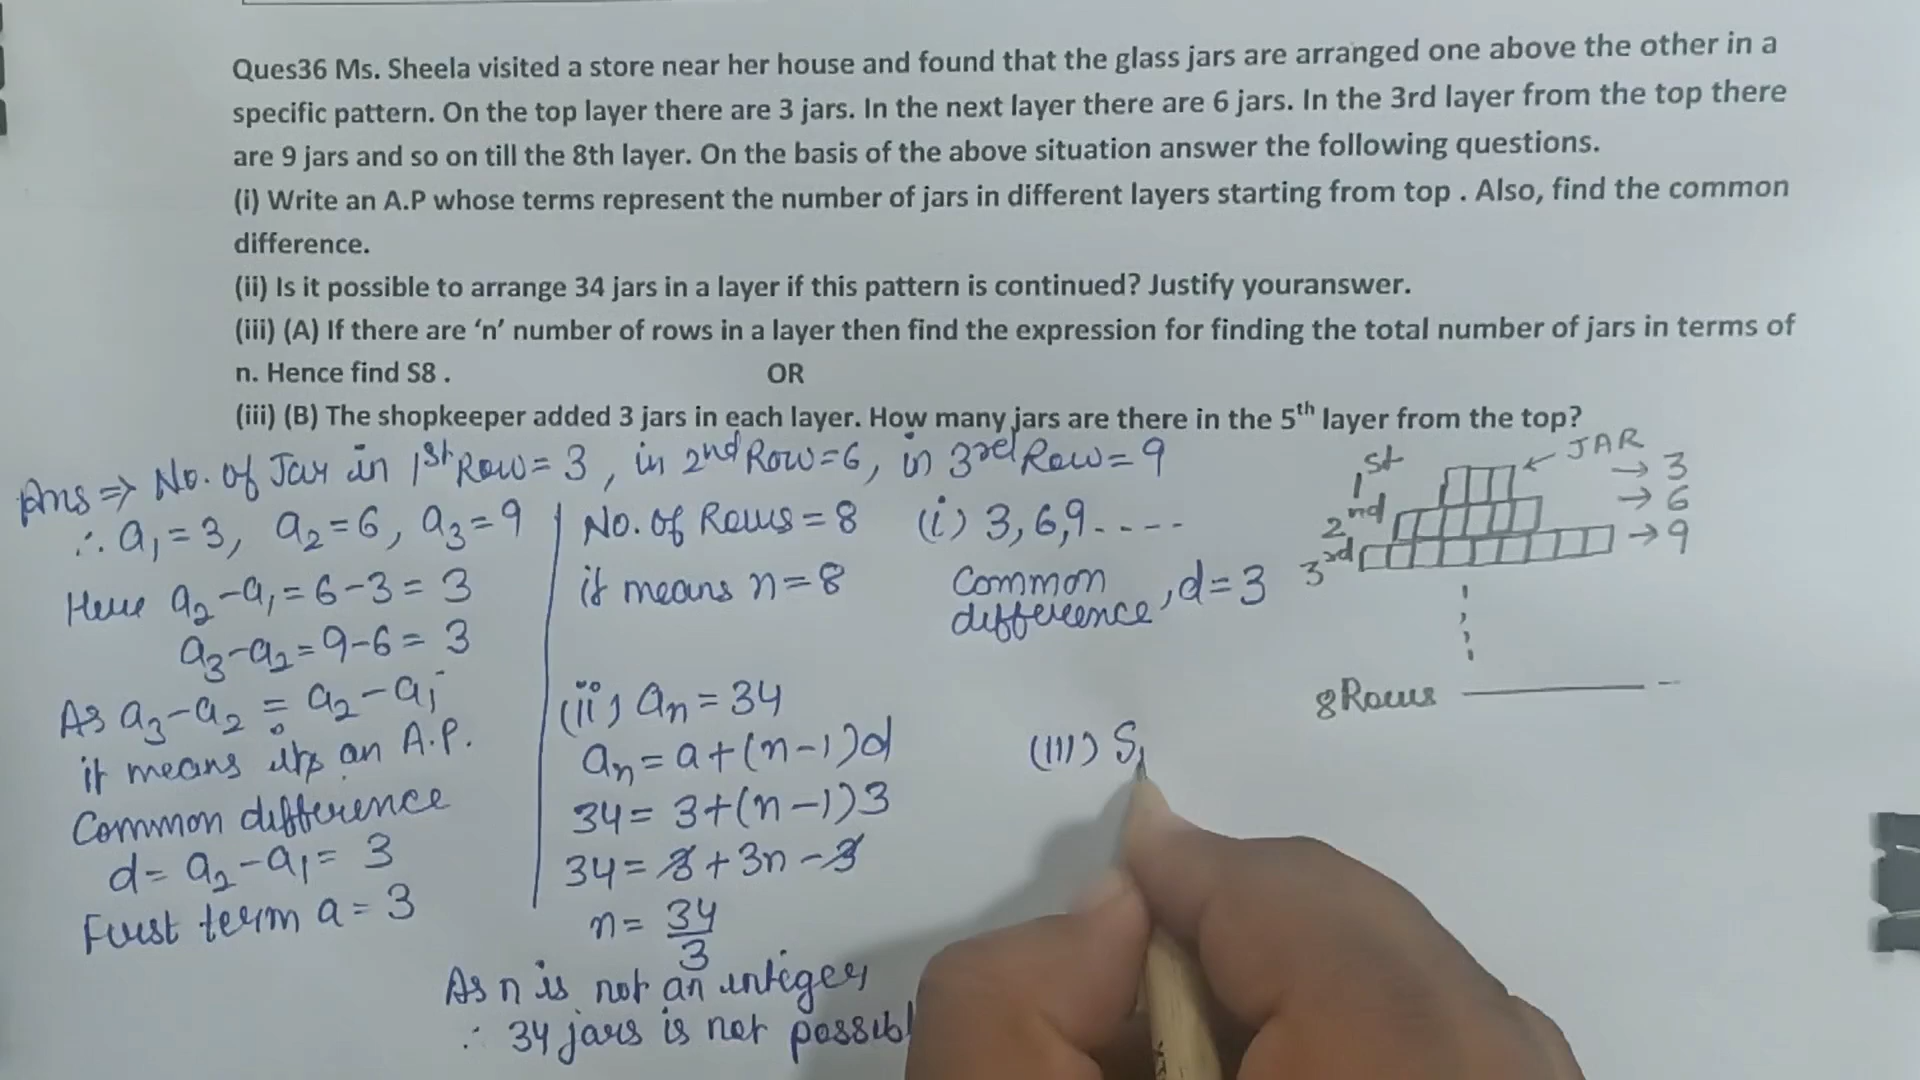 Ques36 Ms. Sheela visited a store near her house and found that the glass jars are arranged one above the other in a
specific pattern. On the top layer there are 3 jars. In the next layer there are 6 jars. In the 3rd layer from the top there
are 9 jars and so on till the 8th layer. On the basis of the above situation answer the following questions.
(i) Write an A.P whose terms represent the number of jars in different layers starting from top . Also, find the common
difference.
(ii) Is it possible to arrange 34 jars in a layer if this pattern is continued? Justify youranswer.
(iii) (A) If there are ‘n’ number of rows in a layer then find the expression for finding the total number of jars in terms of
n. Hence find S8 . OR
(iii) (B) The shopkeeper added 3 jars in each layer. How many jars are there in the 5th layer from the top?
Ans ⇒ No. of Jar in 1st Row = 3, in 2nd Row = 6, in 3rd Row = 9
∴ a₁ = 3, a₂ = 6, a₃ = 9
Here a₂ - a₁ = 6 - 3 = 3
a₃ - a₂ = 9 - 6 = 3
As a₃ - a₂ = a₂ - a₁
it means its an A.P.
Common difference
d = a₂ - a₁ = 3
First term a = 3
No. of Rows = 8
it means n = 8
(ii) aₙ = 34
aₙ = a + (n - 1)d
34 = 3 + (n - 1)3
34 = 3 + 3n - 3
n = 34/3
As n is not an integer
∴ 34 jars is not possibl
(i) 3, 6, 9 - - - -
Common
difference, d = 3
(III) S
JAR
1st → 3
2nd → 6
3rd → 9
8 Rows